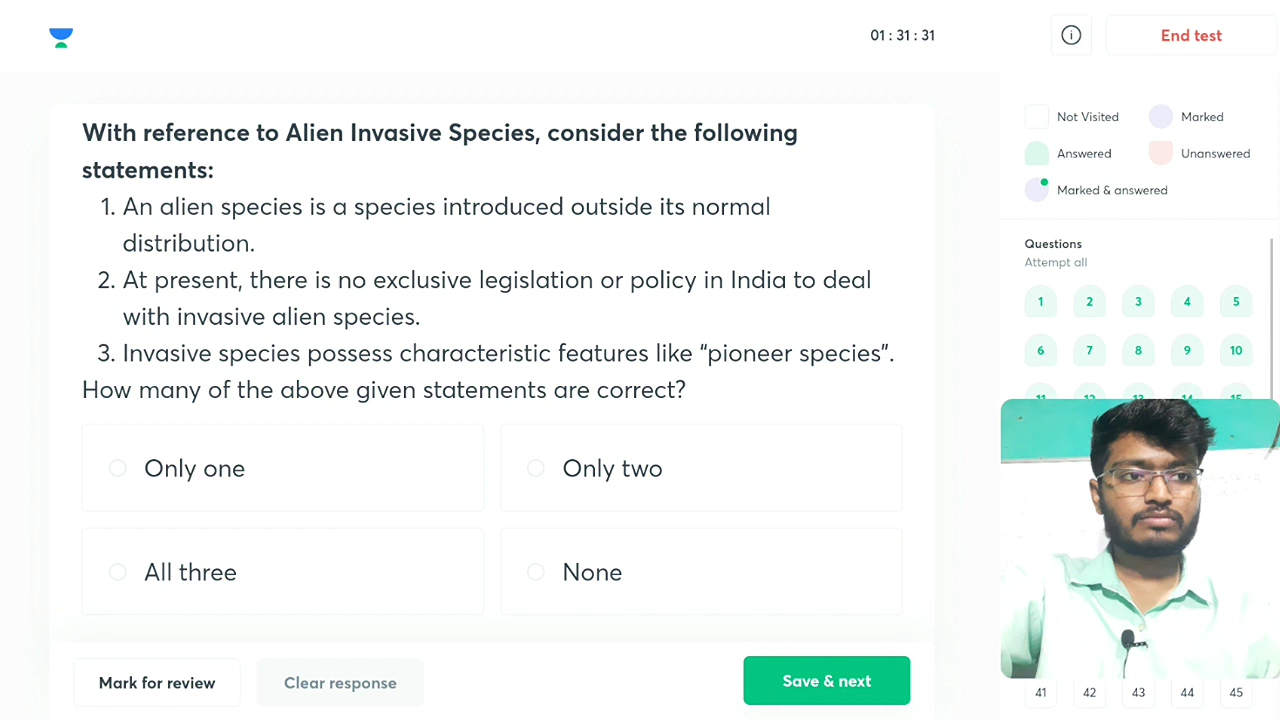 01 : 31 : 31
End test
With reference to Alien Invasive Species, consider the following
statements:
1. An alien species is a species introduced outside its normal
distribution.
2. At present, there is no exclusive legislation or policy in India to deal
with invasive alien species.
3. Invasive species possess characteristic features like “pioneer species”.
How many of the above given statements are correct?
Only one
Only two
All three
None
Mark for review
Clear response
Save & next
Not Visited
Marked
Answered
Unanswered
Marked & answered
Questions
Attempt all
1 2 3 4 5
6 7 8 9 10
11 12 13 14 15
41 42 43 44 45